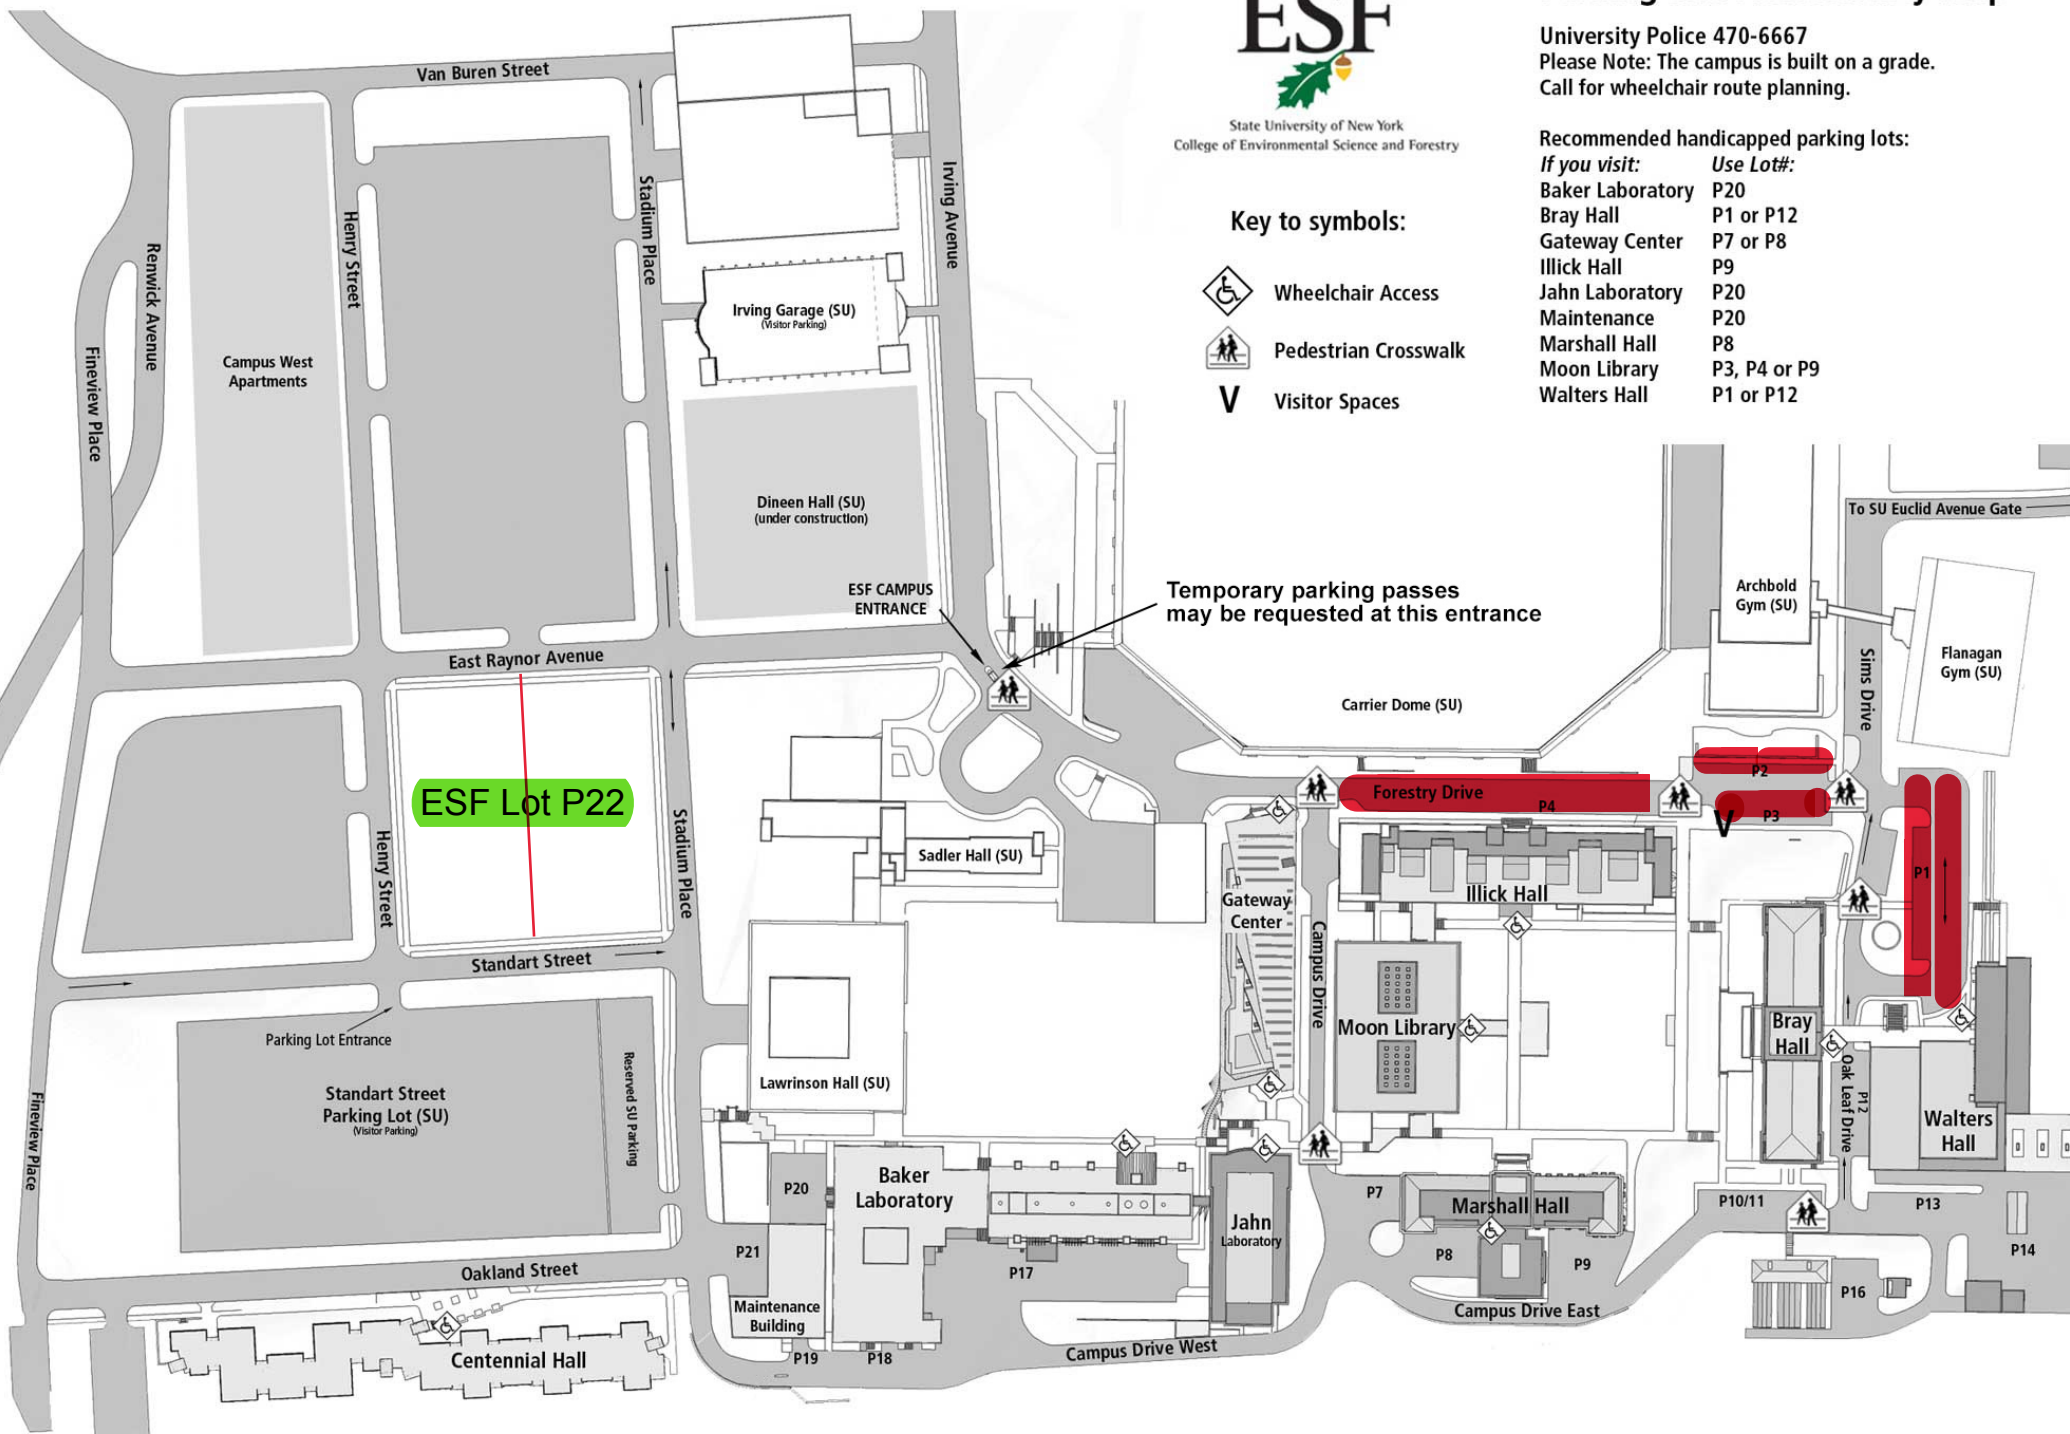 ESF
State University of New York
College of Environmental Science and Forestry
University Police 470-6667
Please Note: The campus is built on a grade.
Call for wheelchair route planning.
Recommended handicapped parking lots:
If you visit: Use Lot#:
Baker Laboratory P20
Bray Hall P1 or P12
Gateway Center P7 or P8
Illick Hall P9
Jahn Laboratory P20
Maintenance P20
Marshall Hall P8
Moon Library P3, P4 or P9
Walters Hall P1 or P12
Key to symbols:
Wheelchair Access
Pedestrian Crosswalk
V Visitor Spaces
Van Buren Street
Henry Street
Stadium Place
Irving Avenue
Renwick Avenue
Fineview Place
Campus West
Apartments
Irving Garage (SU)
(Visitor Parking)
Dineen Hall (SU)
(under construction)
ESF CAMPUS
ENTRANCE
Temporary parking passes
may be requested at this entrance
To SU Euclid Avenue Gate
Archbold
Gym (SU)
Flanagan
Gym (SU)
Sims Drive
Carrier Dome (SU)
East Raynor Avenue
ESF Lot P22
Henry Street
Stadium Place
Standart Street
Sadler Hall (SU)
Forestry Drive
P4
P2
P3
V
P1
Illick Hall
Gateway
Center
Campus Drive
Moon Library
Bray
Hall
Oak Leaf Drive
P12
Walters
Hall
Parking Lot Entrance
Standart Street
Parking Lot (SU)
(Visitor Parking)
Reserved SU Parking
Fineview Place
Lawrinson Hall (SU)
P20
Baker
Laboratory
Jahn
Laboratory
P7
Marshall Hall
P8
P9
P10/11
P13
P14
P16
P21
P17
Oakland Street
Maintenance
Building
P19
P18
Campus Drive West
Campus Drive East
Centennial Hall